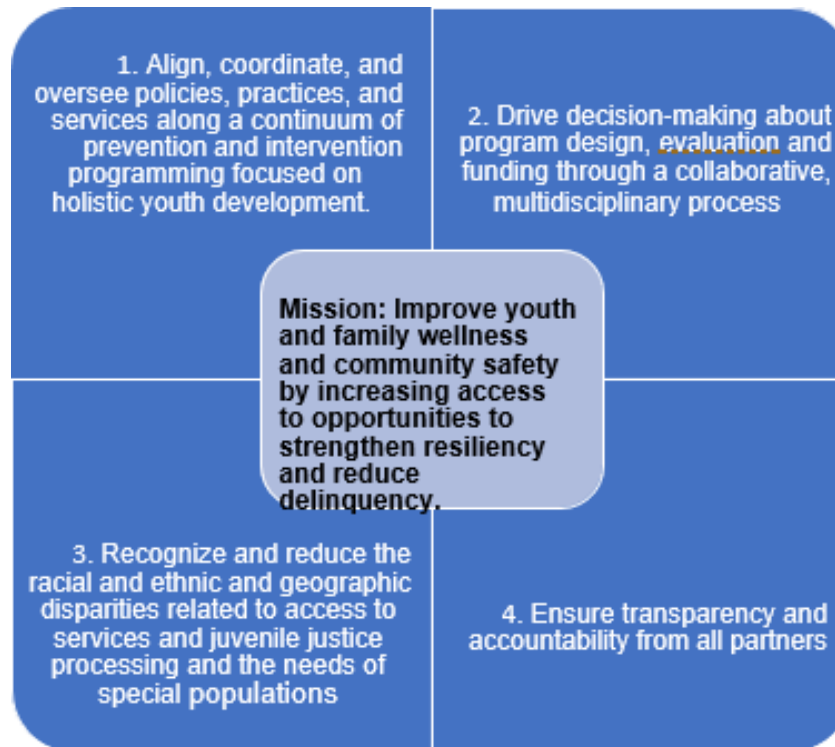 1. Align, coordinate, and
oversee policies, practices, and
services along a continuum of
prevention and intervention
programming focused on
holistic youth development.
2. Drive decision-making about
program design, evaluation and
funding through a collaborative,
multidisciplinary process
Mission: Improve youth
and family wellness
and community safety
by increasing access
to opportunities to
strengthen resiliency
and reduce
delinquency.
3. Recognize and reduce the
racial and ethnic and geographic
disparities related to access to
services and juvenile justice
processing and the needs of
special populations
4. Ensure transparency and
accountability from all partners